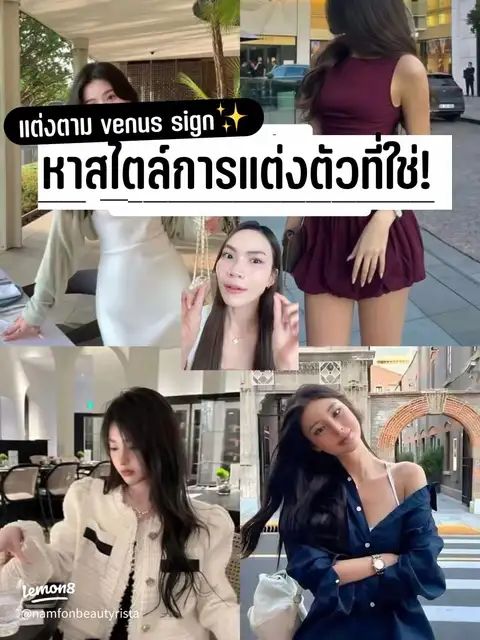 แต่งตาม venus sign✨
หาสไตล์การแต่งตัวที่ใช่!
Lemon8
@namfonbeautyrista